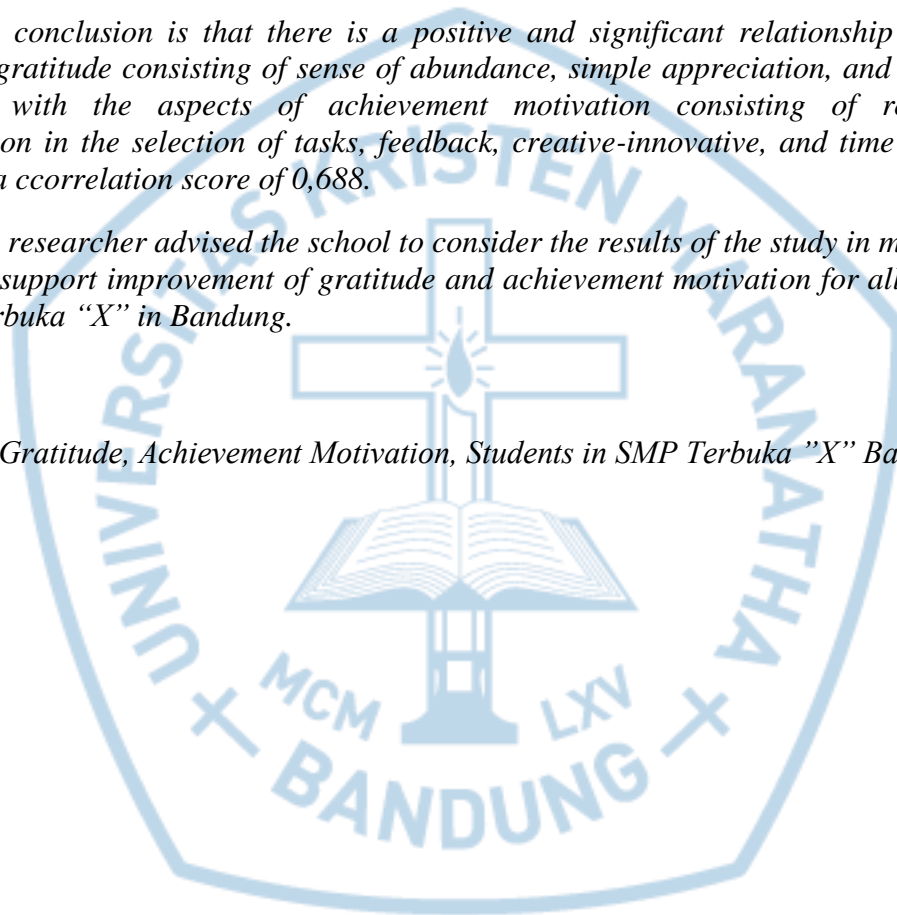 conclusion is that there is a positive and significant relationship
gratitude consisting of sense of abundance, simple appreciation, and
with the aspects of achievement motivation consisting of
on in the selection of tasks, feedback, creative-innovative, and time
a ccorrelation score of 0,688.
researcher advised the school to consider the results of the study in
support improvement of gratitude and achievement motivation for all
rbuka “X” in Bandung.
Gratitude, Achievement Motivation, Students in SMP Terbuka ”X” Ba
UNIVERSITAS KRISTEN MARANATHA
MCM LXV
BANDUNG